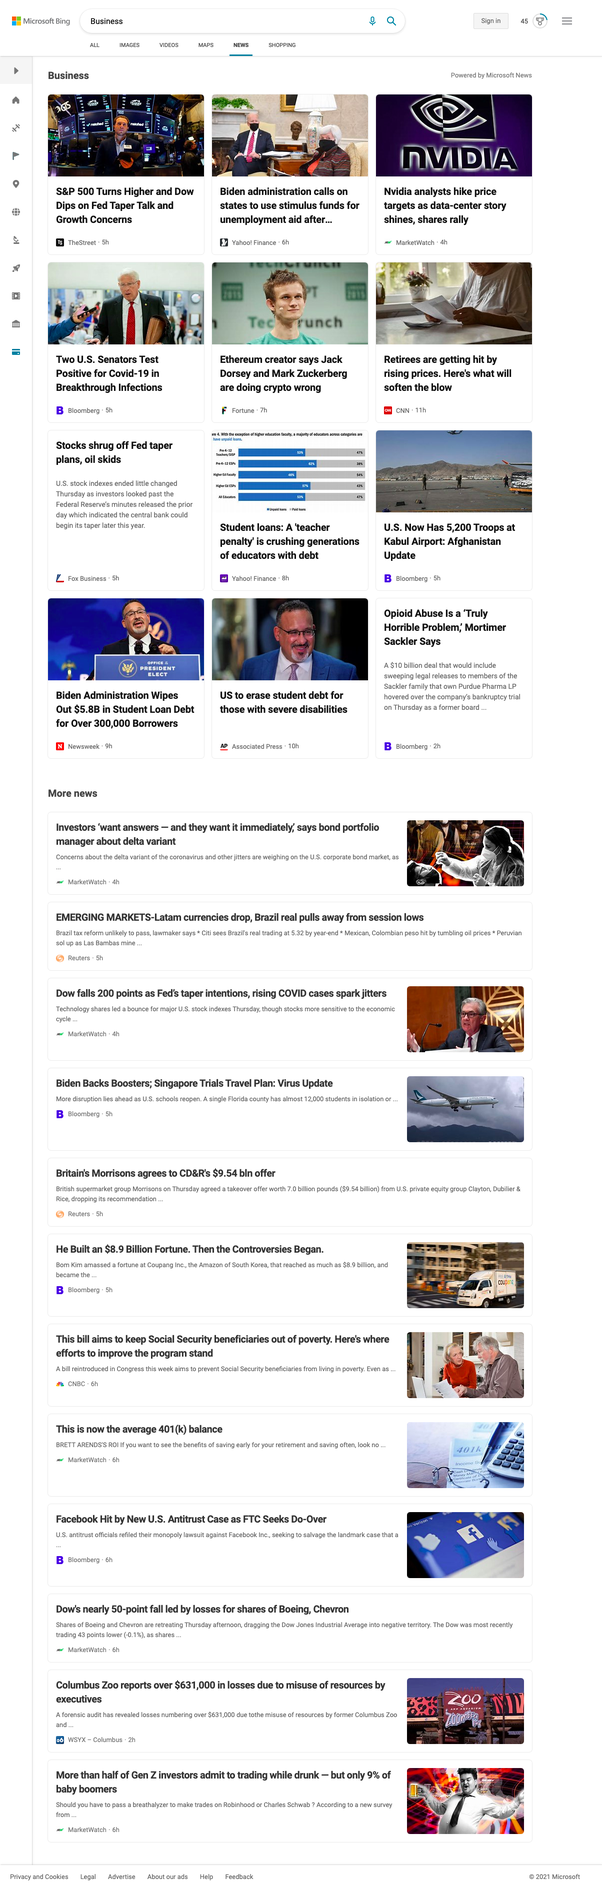 Microsoft Bing
Business
Sign in
45
ALL IMAGES VIDEOS MAPS NEWS SHOPPING
Business
Powered by Microsoft News
S&P 500 Turns Higher and Dow
Dips on Fed Taper Talk and
Growth Concerns
TheStreet · 5h
Biden administration calls on
states to use stimulus funds for
unemployment aid after...
Yahoo! Finance · 6h
NVIDIA
Nvidia analysts hike price
targets as data-center story
shines, shares rally
MarketWatch · 4h
Two U.S. Senators Test
Positive for Covid-19 in
Breakthrough Infections
Bloomberg · 5h
Ethereum creator says Jack
Dorsey and Mark Zuckerberg
are doing crypto wrong
Fortune · 7h
Retirees are getting hit by
rising prices. Here's what will
soften the blow
CNN · 11h
Stocks shrug off Fed taper
plans, oil skids
U.S. stock indexes ended little changed
Thursday as investors looked past the
Federal Reserve's minutes released the prior
day which indicated the central bank could
begin its taper later this year.
Fox Business · 5h
Student loans: A 'teacher
penalty' is crushing generations
of educators with debt
Yahoo! Finance · 8h
U.S. Now Has 5,200 Troops at
Kabul Airport: Afghanistan
Update
Bloomberg · 5h
OFFICE OF THE
PRESIDENT
ELECT
Biden Administration Wipes
Out $5.8B in Student Loan Debt
for Over 300,000 Borrowers
Newsweek · 9h
US to erase student debt for
those with severe disabilities
Associated Press · 10h
Opioid Abuse Is a ‘Truly
Horrible Problem,’ Mortimer
Sackler Says
A $10 billion deal that would include
sweeping legal releases to members of the
Sackler family that own Purdue Pharma LP
hovered over the company's bankruptcy trial
on Thursday as a former board ...
Bloomberg · 2h
More news
Investors ‘want answers — and they want it immediately,’ says bond portfolio
manager about delta variant
Concerns about the delta variant of the coronavirus and other jitters are weighing on the U.S. corporate bond market, as
...
MarketWatch · 4h
EMERGING MARKETS-Latam currencies drop, Brazil real pulls away from session lows
Brazil tax reform unlikely to pass, lawmaker says * Citi sees Brazil's real trading at 5.32 by year-end * Mexican, Colombian peso hit by tumbling oil prices * Peruvian
sol up as Las Bambas mine ...
Reuters · 5h
Dow falls 200 points as Fed’s taper intentions, rising COVID cases spark jitters
Technology shares led a bounce for major U.S. stock indexes Thursday, though stocks more sensitive to the economic
cycle ...
MarketWatch · 4h
Biden Backs Boosters; Singapore Trials Travel Plan: Virus Update
More disruption lies ahead as U.S. schools reopen. A single Florida county has almost 12,000 students in isolation or ...
Bloomberg · 5h
Britain's Morrisons agrees to CD&R's $9.54 bln offer
British supermarket group Morrisons on Thursday agreed a takeover offer worth 7.0 billion pounds ($9.54 billion) from U.S. private equity group Clayton, Dubilier &
Rice, dropping its recommendation ...
Reuters · 5h
He Built an $8.9 Billion Fortune. Then the Controversies Began.
Bom Kim amassed a fortune at Coupang Inc., the Amazon of South Korea, that reached as much as $8.9 billion, and
became the ...
Bloomberg · 5h
This bill aims to keep Social Security beneficiaries out of poverty. Here's where
efforts to improve the program stand
A bill reintroduced in Congress this week aims to prevent Social Security beneficiaries from living in poverty. Even as ...
CNBC · 6h
This is now the average 401(k) balance
BRETT ARENDS'S ROI If you want to see the benefits of saving early for your retirement and saving often, look no ...
MarketWatch · 6h
Facebook Hit by New U.S. Antitrust Case as FTC Seeks Do-Over
U.S. antitrust officials refiled their monopoly lawsuit against Facebook Inc., seeking to salvage the landmark case that a
...
Bloomberg · 6h
Dow's nearly 50-point fall led by losses for shares of Boeing, Chevron
Shares of Boeing and Chevron are retreating Thursday afternoon, dragging the Dow Jones Industrial Average into negative territory. The Dow was most recently
trading 43 points lower (-0.1%), as shares ...
MarketWatch · 6h
Columbus Zoo reports over $631,000 in losses due to misuse of resources by
executives
A forensic audit has revealed losses numbering over $631,000 due tothe misuse of resources by former Columbus Zoo
and ...
WSYX – Columbus · 2h
ZOO
More than half of Gen Z investors admit to trading while drunk — but only 9% of
baby boomers
Should you have to pass a breathalyzer to make trades on Robinhood or Charles Schwab ? According to a new survey
from ...
MarketWatch · 6h
Privacy and Cookies Legal Advertise About our ads Help Feedback
© 2021 Microsoft